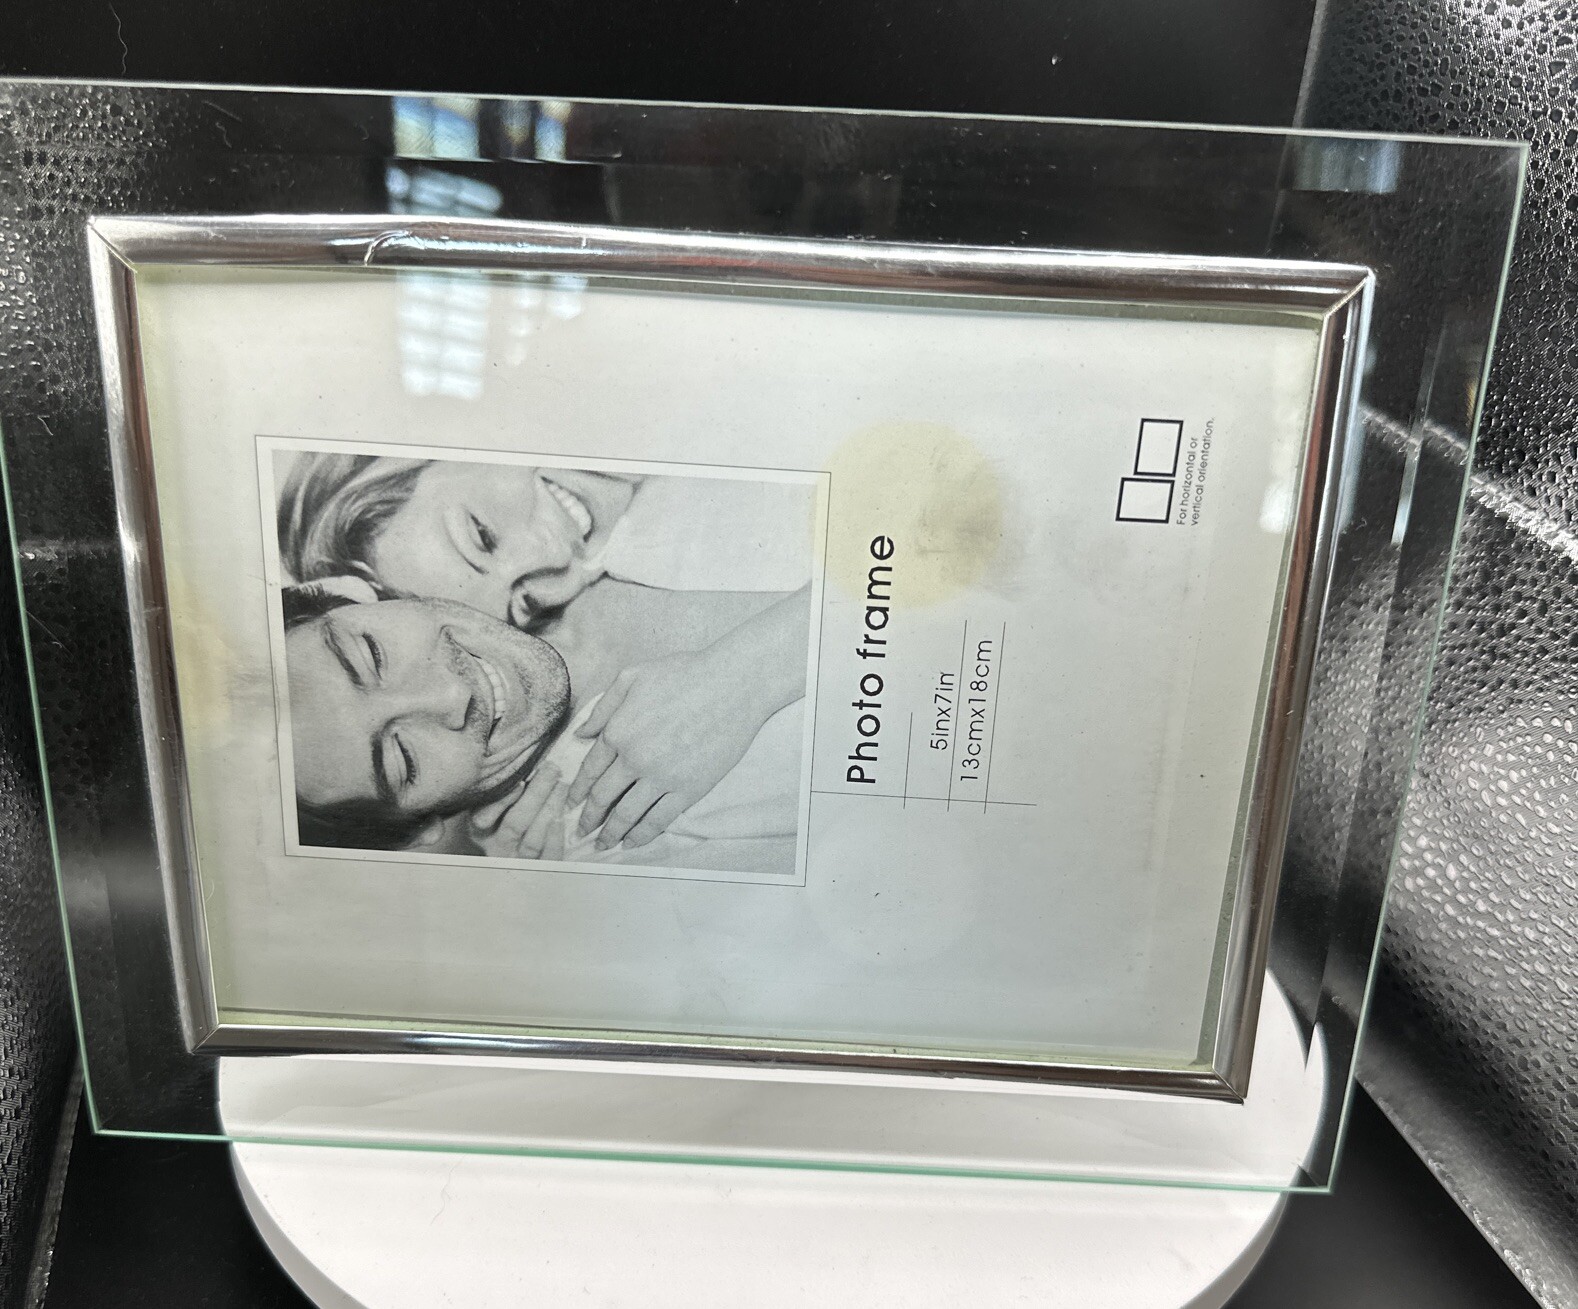 Photo frame
5inx7in
13cmx18cm
For horizontal or
vertical orientation.